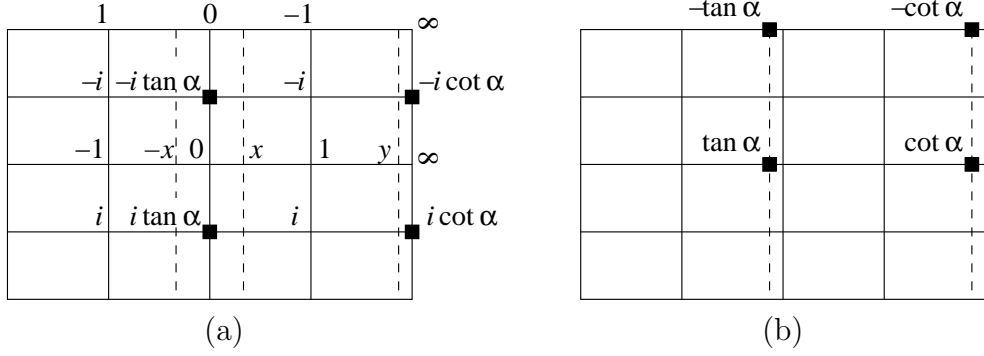 1 0 –1 ∞
–i –i tan α –i –i cot α
–1 –x 0 x 1 y ∞
i i tan α i i cot α
(a)
–tan α –cot α
tan α cot α
(b)